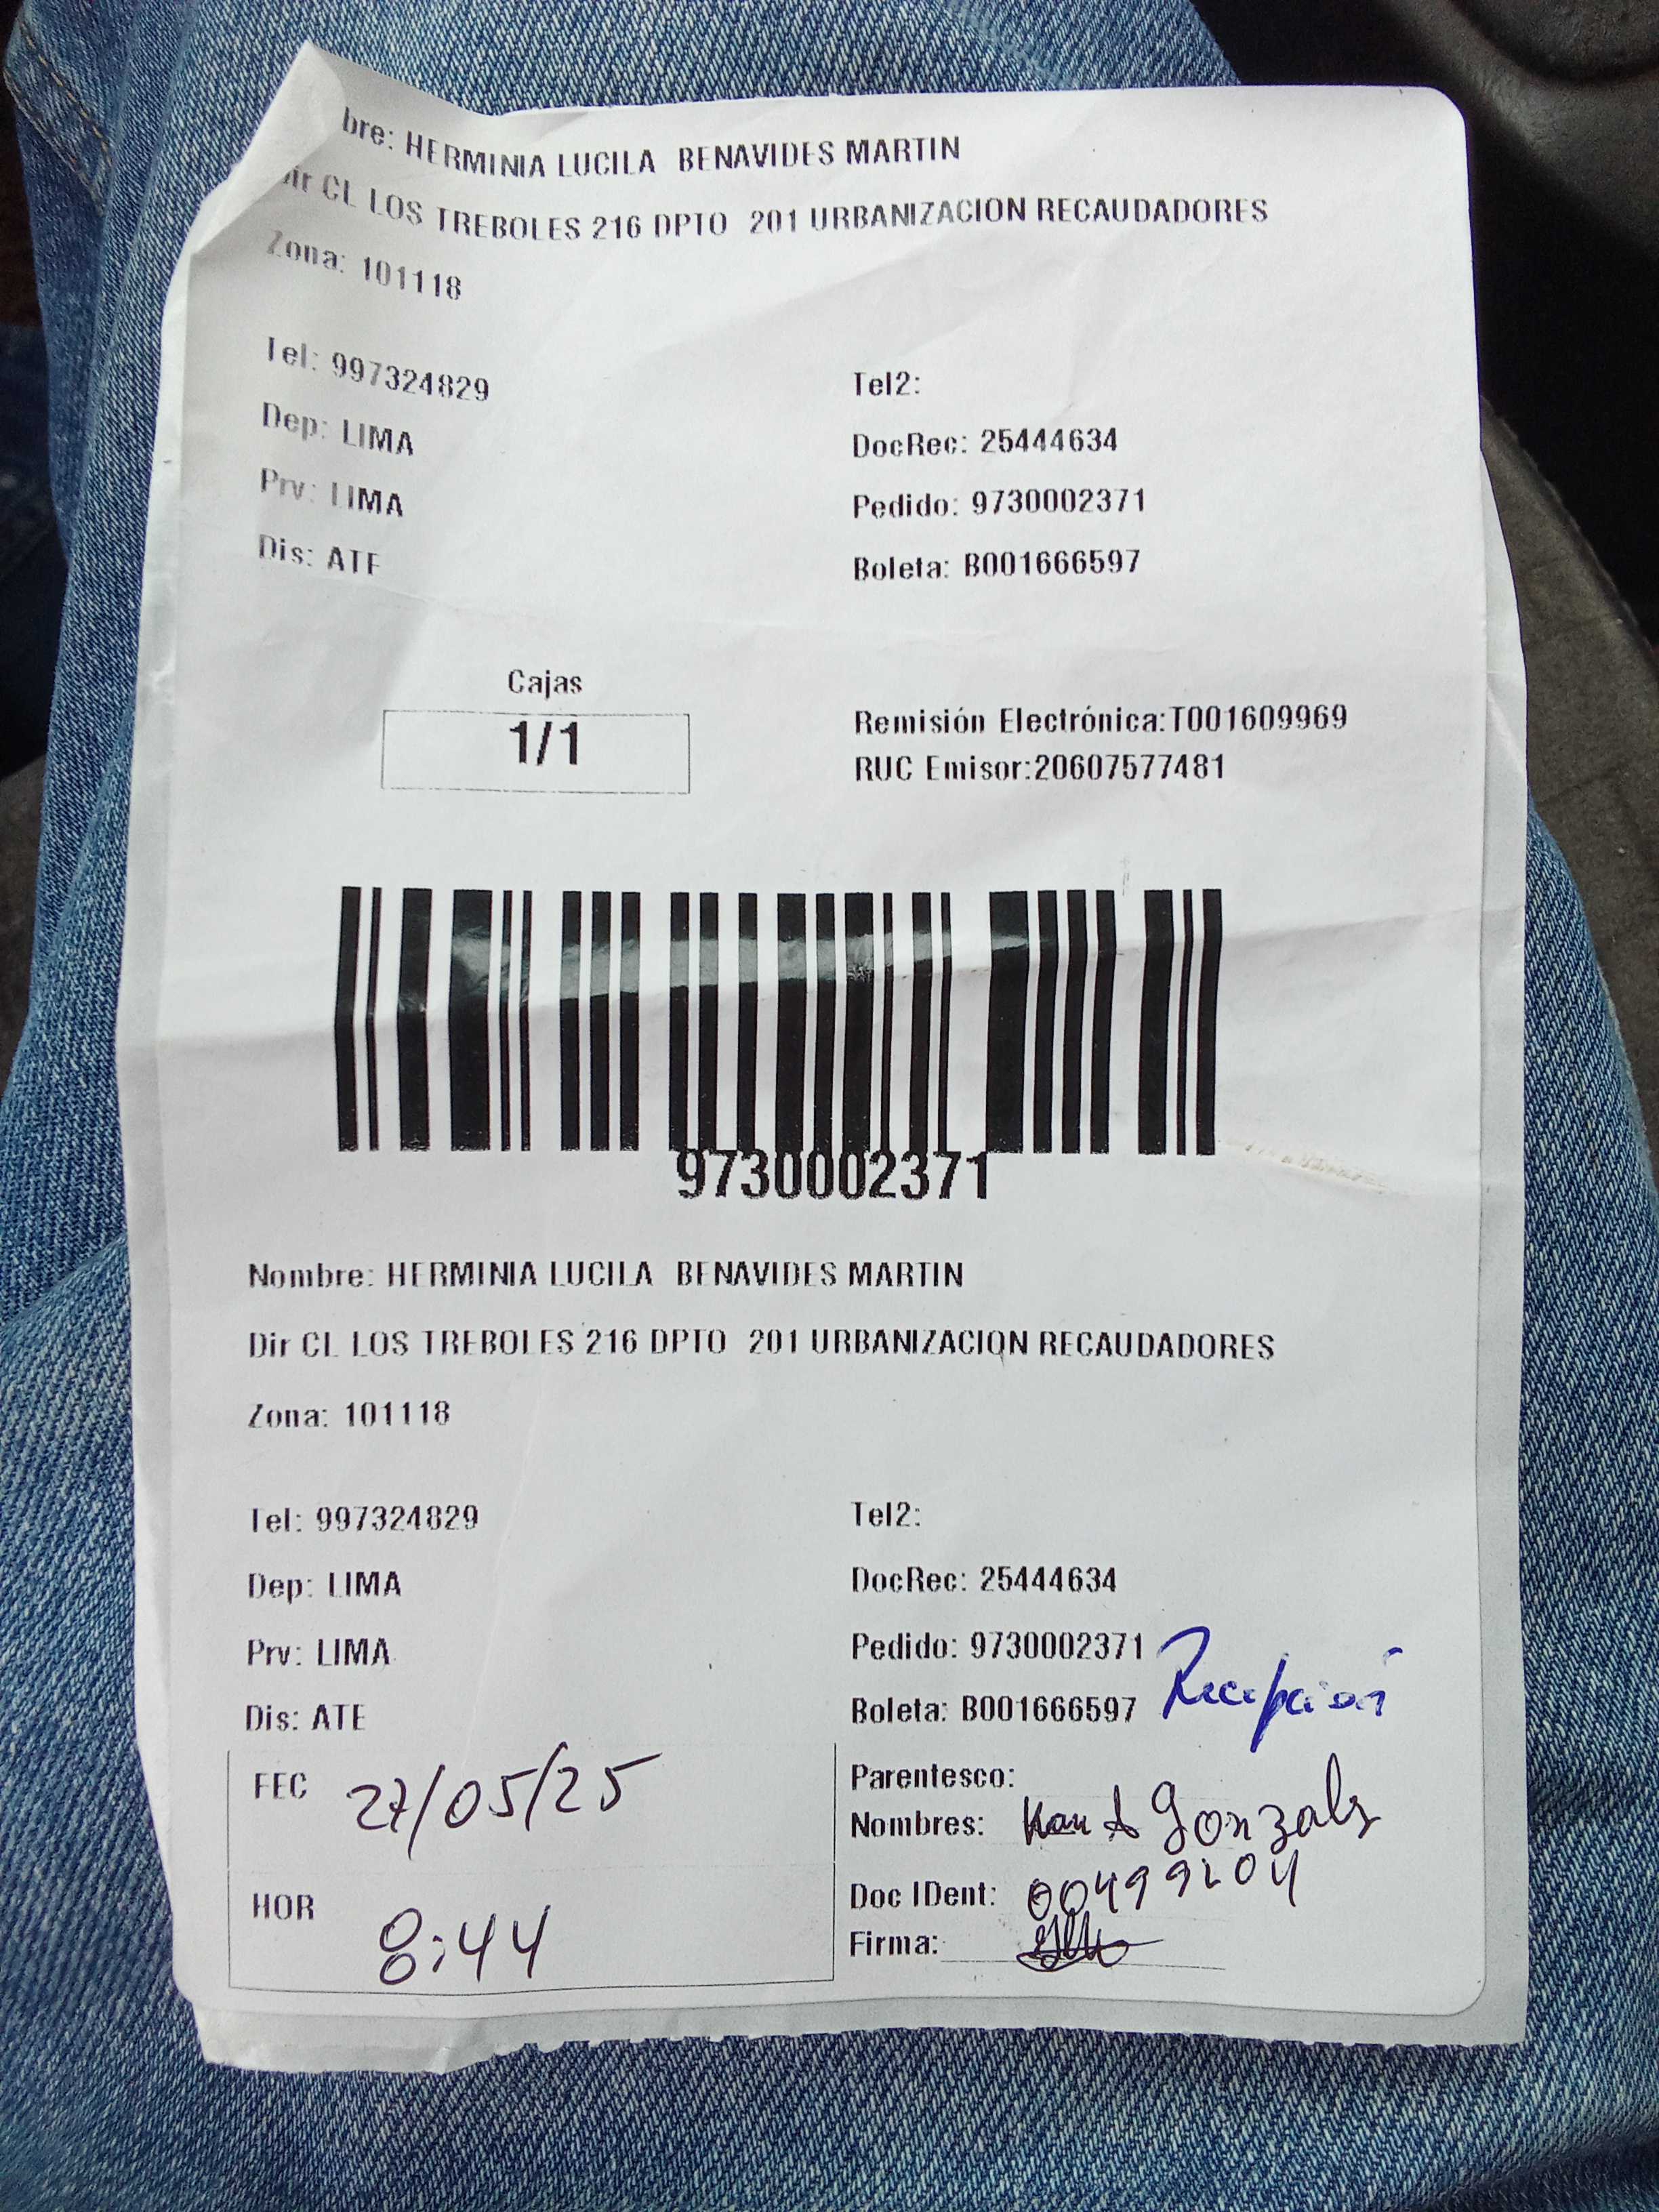 bre: HERMINIA LUCILA BENAVIDES MARTIN
Dir CL LOS TREBOLES 216 DPTO 201 URBANIZACION RECAUDADORES
Zona: 101118
Tel: 997324829
Tel2:
Dep: LIMA
DocRec: 25444634
Prv: LIMA
Pedido: 9730002371
Dis: ATE
Boleta: B001666597
Cajas
1/1
Remisión Electrónica:T001609969
RUC Emisor:20607577481
9730002371
Nombre: HERMINIA LUCILA BENAVIDES MARTIN
Dir CL LOS TREBOLES 216 DPTO 201 URBANIZACION RECAUDADORES
Zona: 101118
Tel: 997324829
Tel2:
Dep: LIMA
DocRec: 25444634
Prv: LIMA
Pedido: 9730002371
Dis: ATE
Boleta: B001666597
Recepción
FEC 27/05/25
Parentesco:
Nombres: Gonzalz
HOR 8:44
Doc IDent: 00499204
Firma: